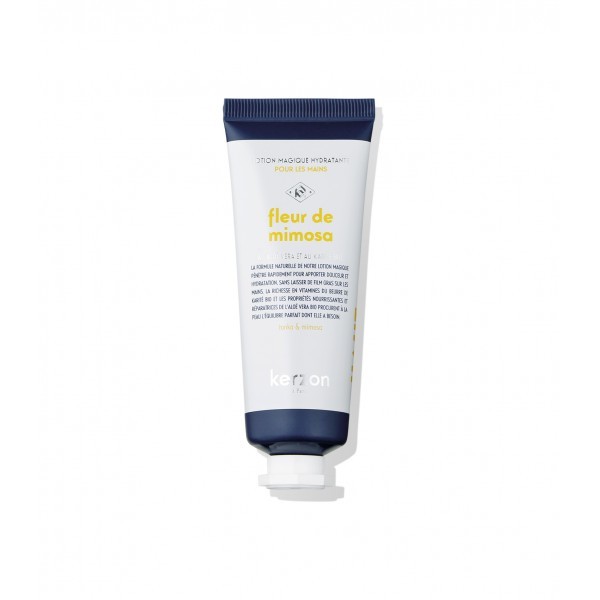 LOTION MAGIQUE HYDRATANTE
POUR LES MAINS
fleur de
mimosa
LA FORMULE NATURELLE DE NOTRE LOTION MAGIQUE
PÉNÈTRE RAPIDEMENT POUR APPORTER DOUCEUR ET
HYDRATATION, SANS LAISSER DE FILM GRAS SUR LES
MAINS. LA RICHESSE EN VITAMINES DU BEURRE DE
KARITÉ BIO ET LES PROPRIÉTÉS NOURRISSANTES ET
RÉPARATRICES DE L'ALOÉ VERA BIO PROCURENT A LA
PEAU L'ÉQUILIBRE PARFAIT DONT ELLE A BESOIN.
kerzon